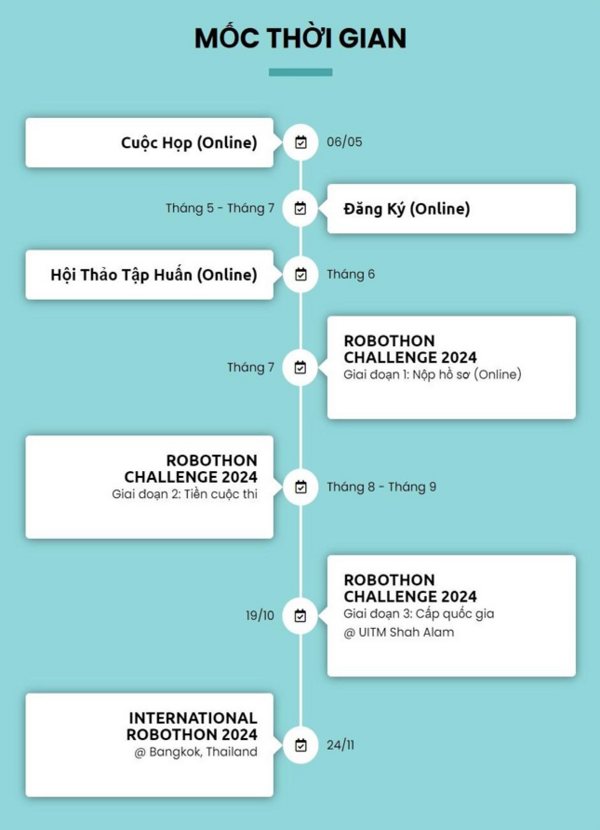 MỐC THỜI GIAN
Cuộc Họp (Online)
06/05
Tháng 5 - Tháng 7
Đăng Ký (Online)
Hội Thảo Tập Huấn (Online)
Tháng 6
Tháng 7
ROBOTHON
CHALLENGE 2024
Giai đoạn 1: Nộp hồ sơ (Online)
ROBOTHON
CHALLENGE 2024
Giai đoạn 2: Tiền cuộc thi
Tháng 8 - Tháng 9
19/10
ROBOTHON
CHALLENGE 2024
Giai đoạn 3: Cấp quốc gia
@ UITM Shah Alam
INTERNATIONAL
ROBOTHON 2024
@ Bangkok, Thailand
24/11